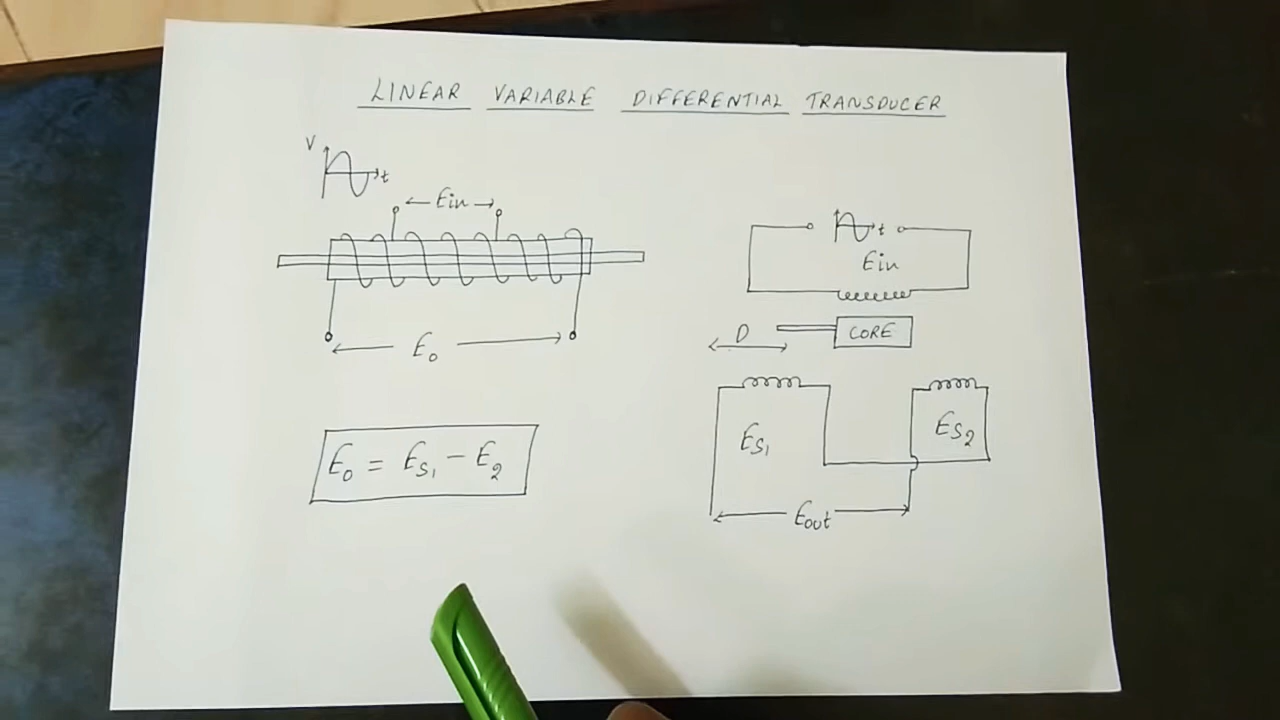 LINEAR VARIABLE DIFFERENTIAL TRANSDUCER
V
t
Ein
E₀
E₀ = ES₁ - E₂
t
Ein
D
CORE
ES₁
ES₂
Eout